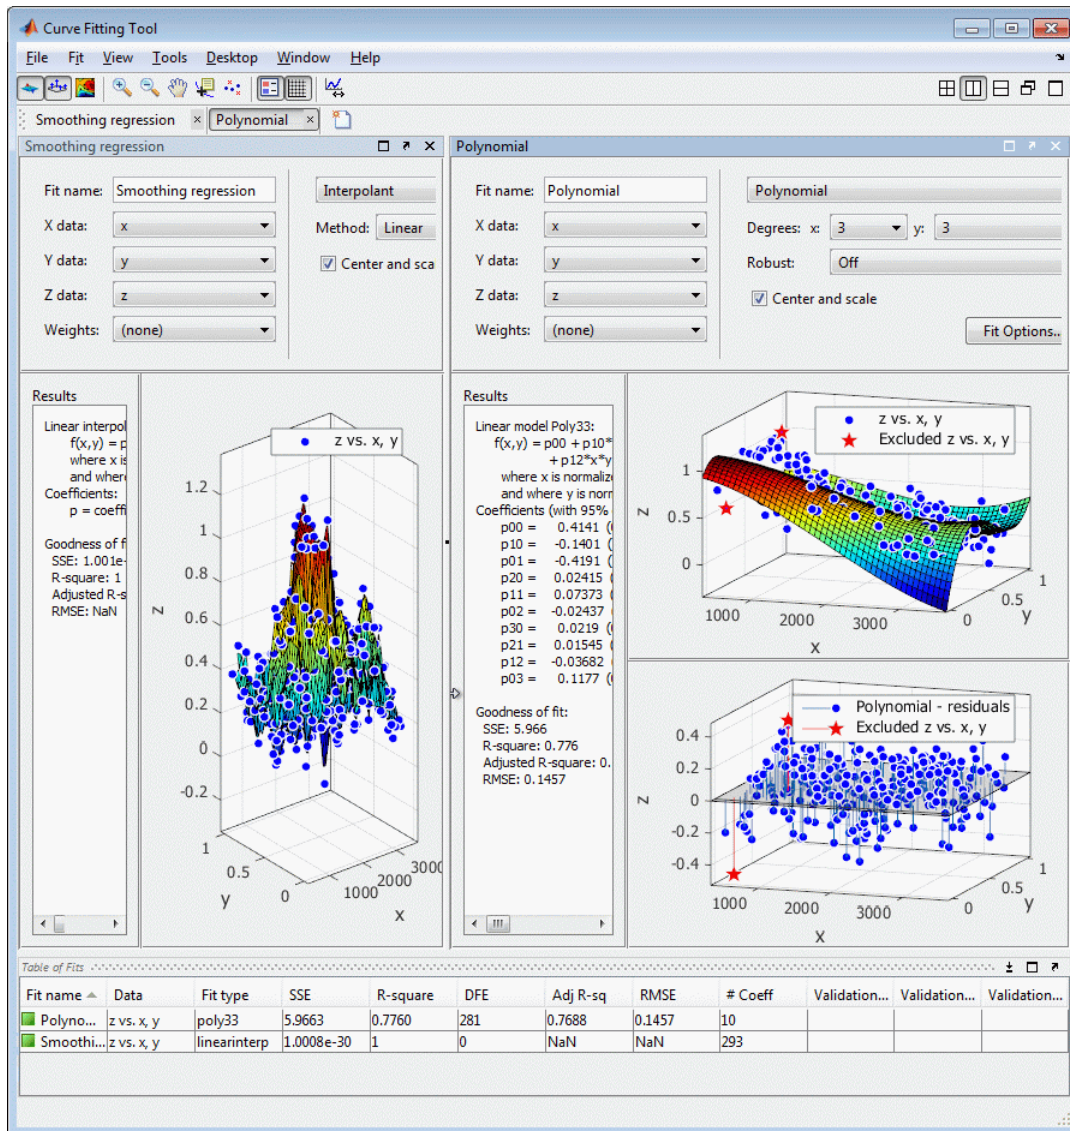 Curve Fitting Tool
File Fit View Tools Desktop Window Help
Smoothing regression × Polynomial ×
Smoothing regression
Fit name: Smoothing regression
X data: x
Y data: y
Z data: z
Weights: (none)
Interpolant
Method: Linear
Center and sca
Polynomial
Fit name: Polynomial
X data: x
Y data: y
Z data: z
Weights: (none)
Polynomial
Degrees: x: 3 y: 3
Robust: Off
Center and scale
Fit Options..
Results
Linear interpol
f(x,y) = p
where x is
and where
Coefficients:
p = coeffi
Goodness of f
SSE: 1.001e-
R-square: 1
Adjusted R-s
RMSE: NaN
z vs. x, y
1.2
1
0.8
0.6
0.4
0.2
0
-0.2
z
1
0.5
0
y
1000
2000
3000
x
Results
Linear model Poly33:
f(x,y) = p00 + p10*
+ p12*x*y
where x is normaliz
and where y is norr
Coefficients (with 95%
p00 = 0.4141 (
p10 = -0.1401 (
p01 = -0.4191 (
p20 = 0.02415 (
p11 = 0.07373 (
p02 = -0.02437 (
p30 = 0.0219 (
p21 = 0.01545 (
p12 = -0.03682 (
p03 = 0.1177 (
Goodness of fit:
SSE: 5.966
R-square: 0.776
Adjusted R-square: 0.
RMSE: 0.1457
z vs. x, y
Excluded z vs. x, y
1
0.5
0
z
1000
2000
3000
x
0
0.5
1
y
Polynomial - residuals
Excluded z vs. x, y
0.4
0.2
0
-0.2
-0.4
z
1000
2000
3000
x
0
0.5
1
y
Table of Fits
Fit name Data Fit type SSE R-square DFE Adj R-sq RMSE # Coeff Validation... Validation... Validation...
Polyno... z vs. x, y poly33 5.9663 0.7760 281 0.7688 0.1457 10
Smoothi... z vs. x, y linearinterp 1.0008e-30 1 0 NaN NaN 293